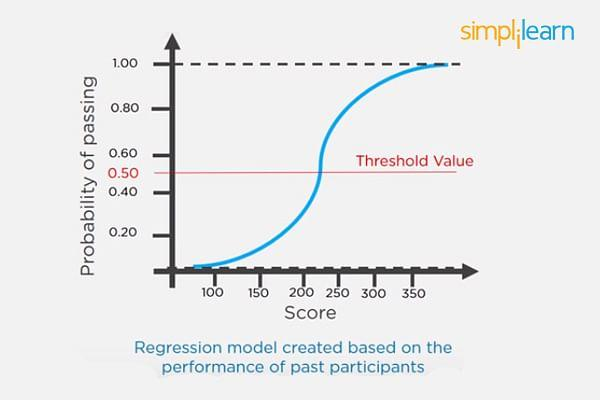 simplilearn
Probability of passing
1.00
0.80
0.60
0.50
0.40
0.20
Threshold Value
100 150 200 250 300 350
Score
Regression model created based on the
performance of past participants